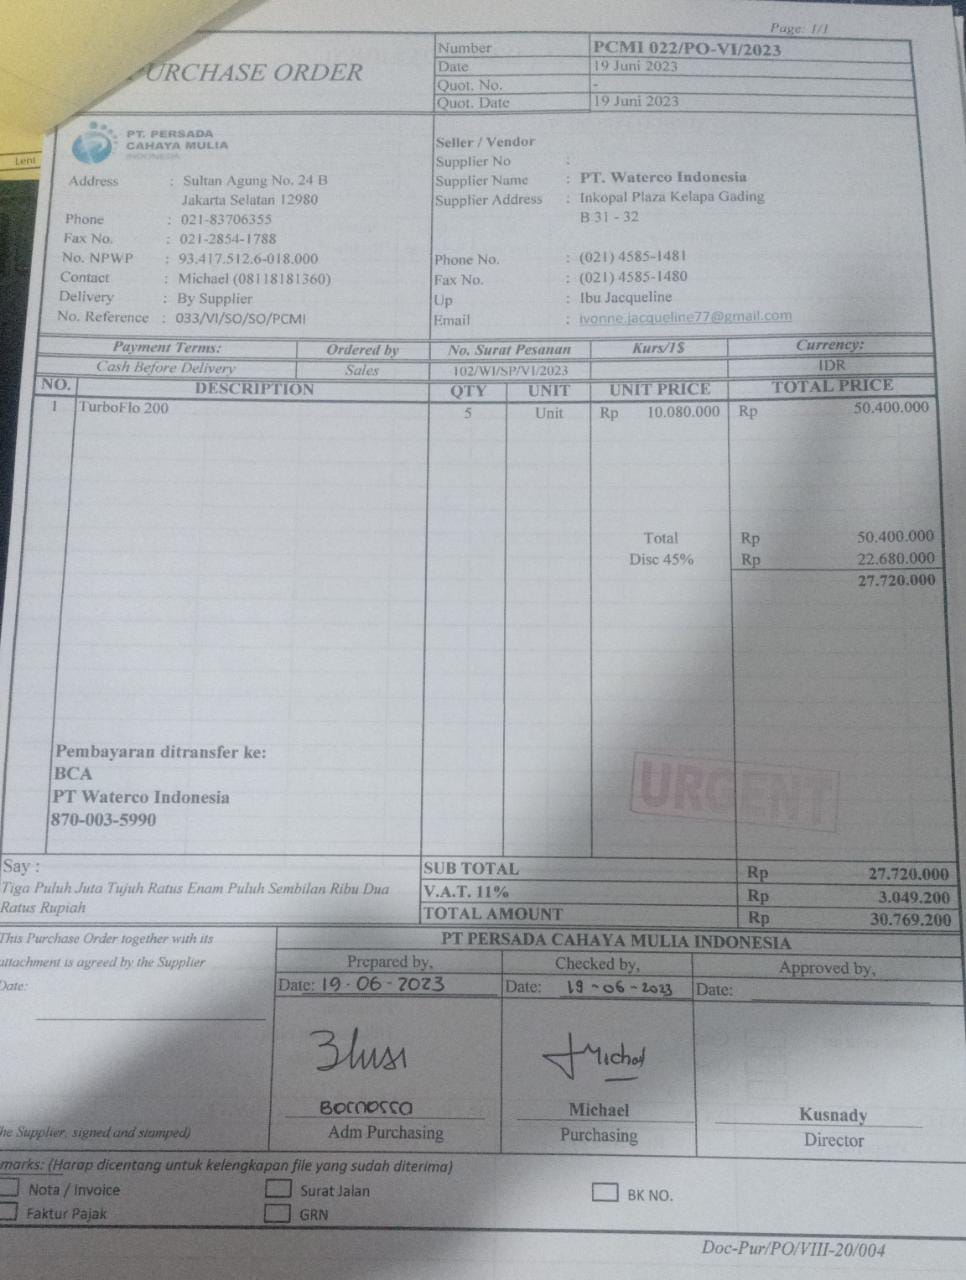 Page: 1/1
PURCHASE ORDER
Number PCMI 022/PO-VI/2023
Date 19 Juni 2023
Quot. No. -
Quot. Date 19 Juni 2023
Lent
PT. PERSADA
CAHAYA MULIA
INDONESIA
Address : Sultan Agung No. 24 B
Jakarta Selatan 12980
Phone : 021-83706355
Fax No. : 021-2854-1788
No. NPWP : 93.417.512.6-018.000
Contact : Michael (08118181360)
Delivery : By Supplier
No. Reference : 033/VI/SO/SO/PCMI
Seller / Vendor
Supplier No :
Supplier Name : PT. Waterco Indonesia
Supplier Address : Inkopal Plaza Kelapa Gading
B 31 - 32
Phone No. : (021) 4585-1481
Fax No. : (021) 4585-1480
Up : Ibu Jacqueline
Email : ivonne.jacqueline77@gmail.com
Payment Terms: Ordered by No. Surat Pesanan Kurs/1$ Currency:
Cash Before Delivery Sales 102/WI/SP/VI/2023 IDR
NO. DESCRIPTION QTY UNIT UNIT PRICE TOTAL PRICE
1 TurboFlo 200 5 Unit Rp 10.080.000 Rp 50.400.000
Total Rp 50.400.000
Disc 45% Rp 22.680.000
27.720.000
Pembayaran ditransfer ke:
BCA
PT Waterco Indonesia
870-003-5990
URGENT
Say :
Tiga Puluh Juta Tujuh Ratus Enam Puluh Sembilan Ribu Dua
Ratus Rupiah
SUB TOTAL Rp 27.720.000
V.A.T. 11% Rp 3.049.200
TOTAL AMOUNT Rp 30.769.200
This Purchase Order together with its
attachment is agreed by the Supplier
Date:
he Supplier, signed and stamped)
PT PERSADA CAHAYA MULIA INDONESIA
Prepared by, Checked by, Approved by,
Date: 19-06-2023 Date: 19-06-2023 Date:
Michael Kusnady
Adm Purchasing Purchasing Director
marks: (Harap dicentang untuk kelengkapan file yang sudah diterima)
Nota / Invoice Surat Jalan BK NO.
Faktur Pajak GRN
Doc-Pur/PO/VIII-20/004